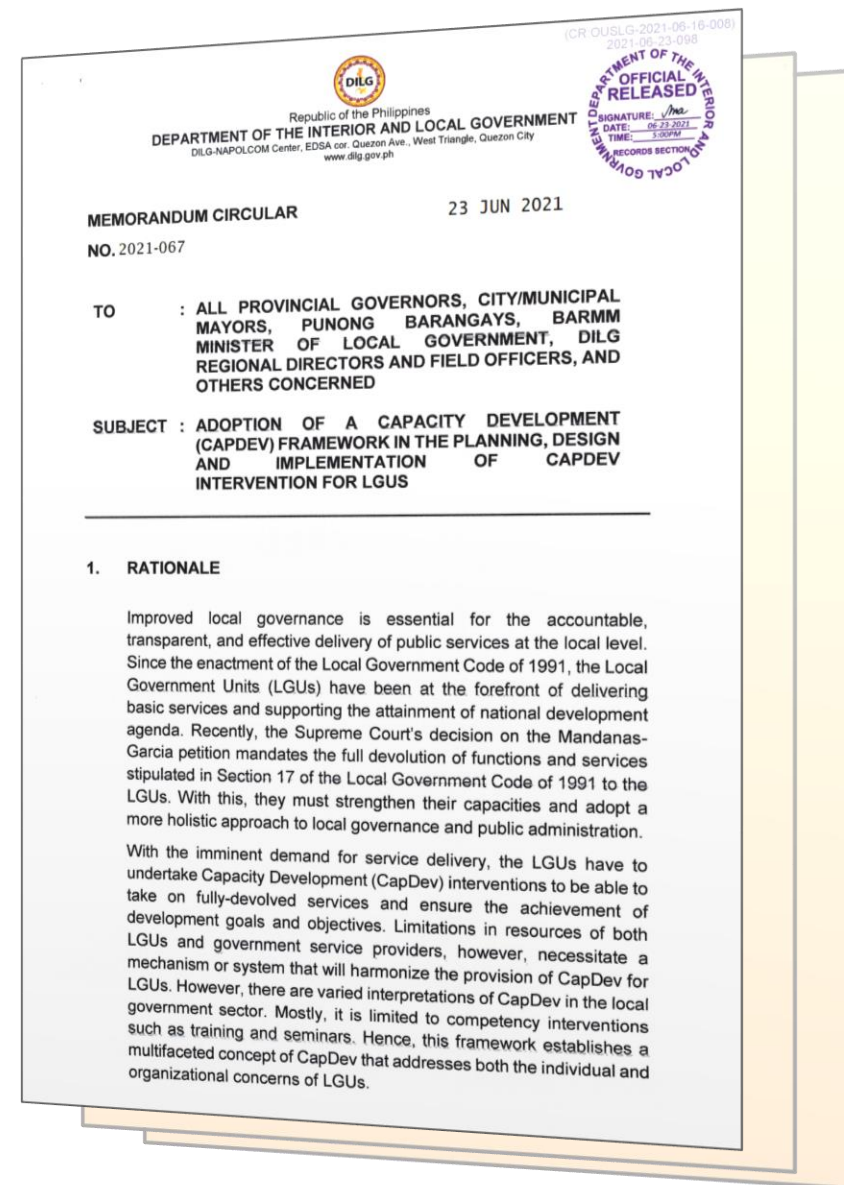 (CR OUSLG-2021-06-16-008)
2021-06-23-098
DEPARTMENT OF THE INTERIOR AND LOCAL GOVERNMENT
OFFICIAL
RELEASED
SIGNATURE:
DATE: 06-23-2021
TIME: 5:00PM
RECORDS SECTION
DILG
Republic of the Philippines
DEPARTMENT OF THE INTERIOR AND LOCAL GOVERNMENT
DILG-NAPOLCOM Center, EDSA cor. Quezon Ave., West Triangle, Quezon City
www.dilg.gov.ph
MEMORANDUM CIRCULAR 23 JUN 2021
NO. 2021-067
TO : ALL PROVINCIAL GOVERNORS, CITY/MUNICIPAL
MAYORS, PUNONG BARANGAYS, BARMM
MINISTER OF LOCAL GOVERNMENT, DILG
REGIONAL DIRECTORS AND FIELD OFFICERS, AND
OTHERS CONCERNED
SUBJECT : ADOPTION OF A CAPACITY DEVELOPMENT
(CAPDEV) FRAMEWORK IN THE PLANNING, DESIGN
AND IMPLEMENTATION OF CAPDEV
INTERVENTION FOR LGUS
1. RATIONALE
Improved local governance is essential for the accountable,
transparent, and effective delivery of public services at the local level.
Since the enactment of the Local Government Code of 1991, the Local
Government Units (LGUs) have been at the forefront of delivering
basic services and supporting the attainment of national development
agenda. Recently, the Supreme Court's decision on the Mandanas-
Garcia petition mandates the full devolution of functions and services
stipulated in Section 17 of the Local Government Code of 1991 to the
LGUs. With this, they must strengthen their capacities and adopt a
more holistic approach to local governance and public administration.
With the imminent demand for service delivery, the LGUs have to
undertake Capacity Development (CapDev) interventions to be able to
take on fully-devolved services and ensure the achievement of
development goals and objectives. Limitations in resources of both
LGUs and government service providers, however, necessitate a
mechanism or system that will harmonize the provision of CapDev for
LGUs. However, there are varied interpretations of CapDev in the local
government sector. Mostly, it is limited to competency interventions
such as training and seminars. Hence, this framework establishes a
multifaceted concept of CapDev that addresses both the individual and
organizational concerns of LGUs.